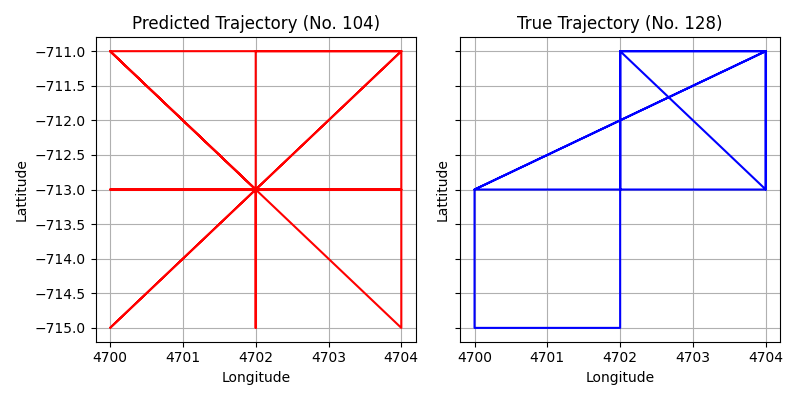 Predicted Trajectory (No. 104)
Lattitude
−711.0
−711.5
−712.0
−712.5
−713.0
−713.5
−714.0
−714.5
−715.0
4700 4701 4702 4703 4704
Longitude
True Trajectory (No. 128)
Lattitude
4700 4701 4702 4703 4704
Longitude